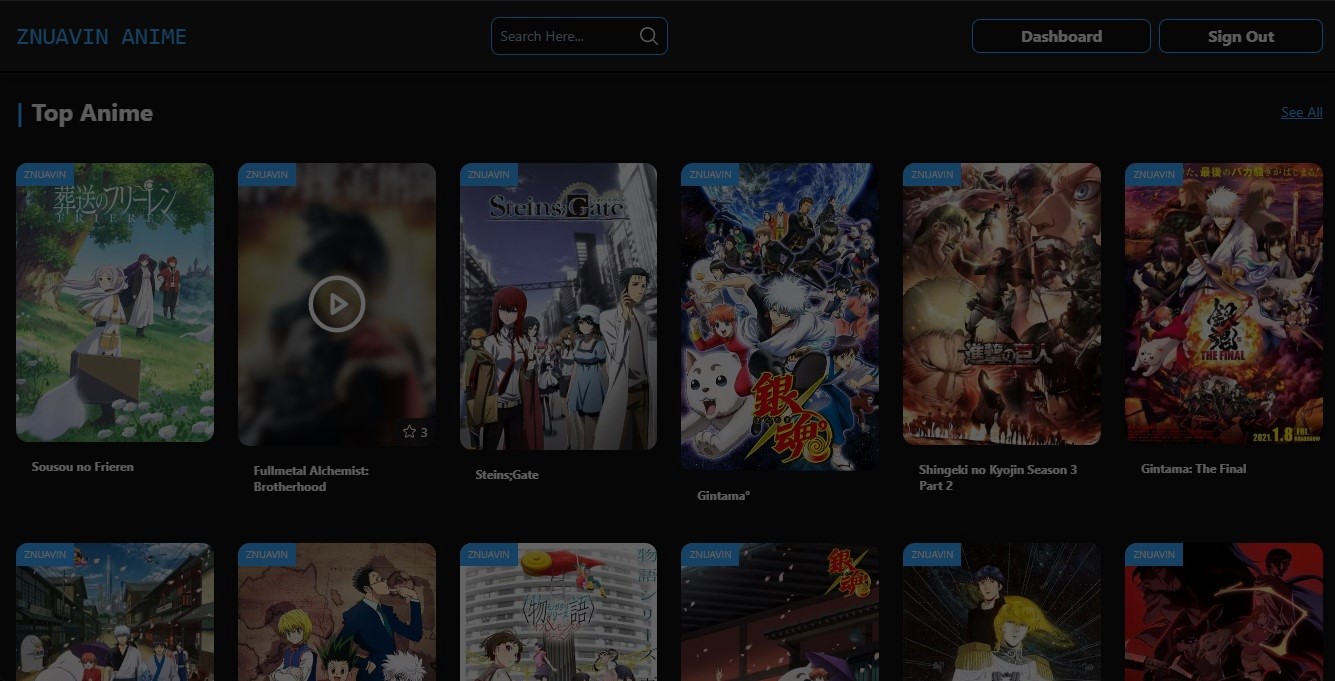 ZNUAVIN ANIME
Search Here...
Dashboard
Sign Out
Top Anime
See All
ZNUAVIN
ZNUAVIN
ZNUAVIN
ZNUAVIN
ZNUAVIN
ZNUAVIN
葬送のフリーレン
FRIEREN
Steins;Gate
銀魂°
進撃の巨人
た、最後のバカ騒ぎがはじまる!
銀魂
THE FINAL
2021.1.8 FRI.
ROADSHOW
3
Sousou no Frieren
Fullmetal Alchemist:
Brotherhood
Steins;Gate
Gintama°
Shingeki no Kyojin Season 3
Part 2
Gintama: The Final
ZNUAVIN
ZNUAVIN
ZNUAVIN
ZNUAVIN
ZNUAVIN
ZNUAVIN
物語シリーズ
〈物語〉
銀魂